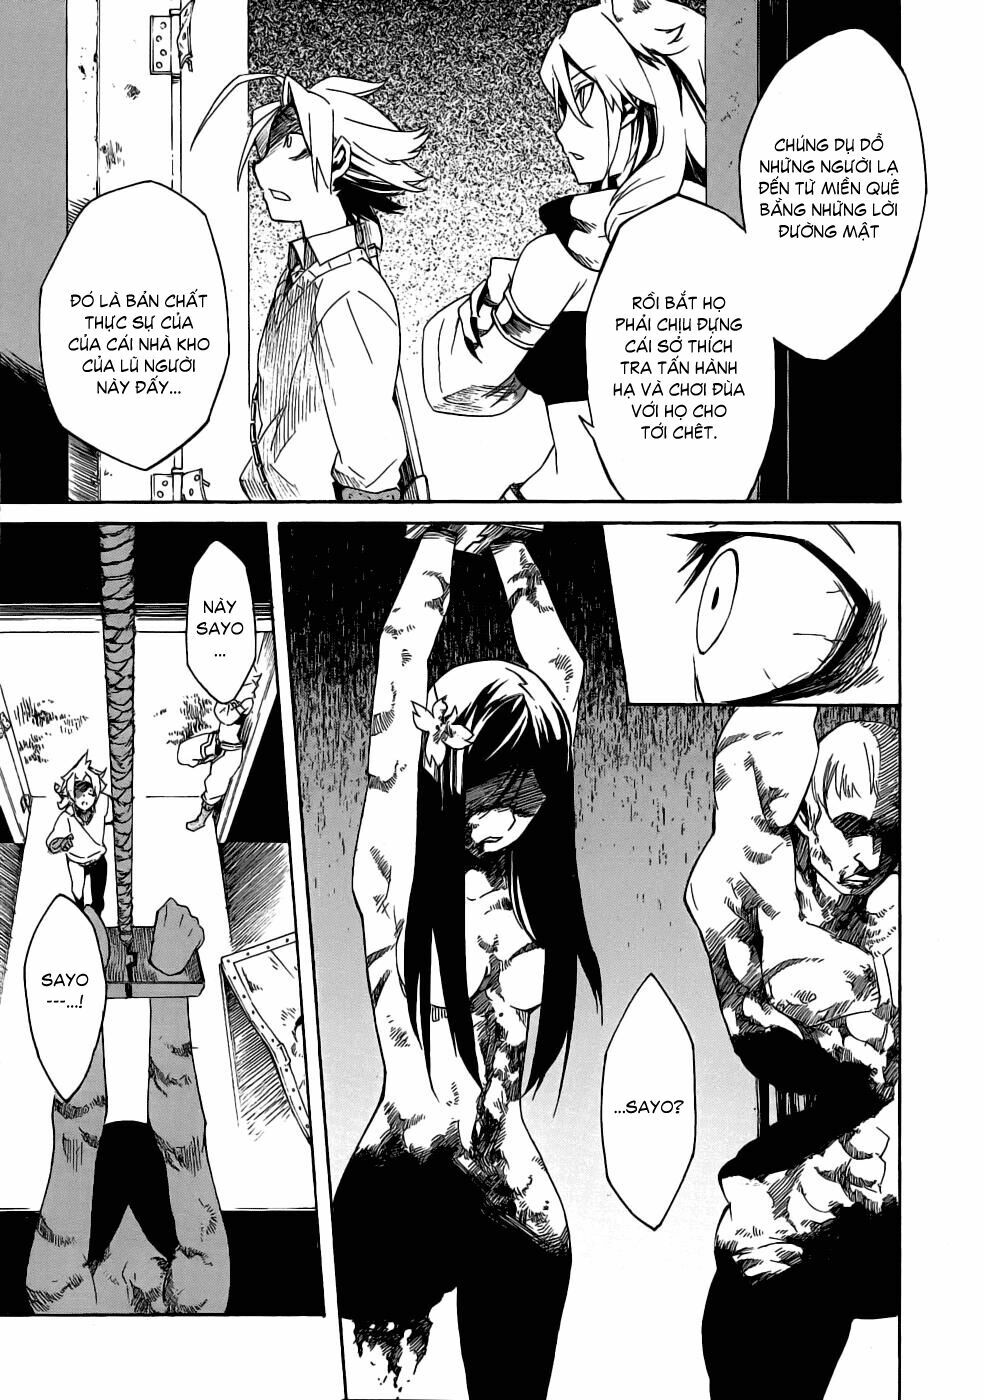 CHÚNG DỤ DỖ
NHỮNG NGƯỜI LẠ
ĐẾN TỪ MIỀN QUÊ
BẰNG NHỮNG LỜI
ĐƯỜNG MẬT
RỒI BẮT HỌ
PHẢI CHỊU ĐỰNG
CÁI SỞ THÍCH
TRA TẤN HÀNH
HẠ VÀ CHƠI ĐÙA
VỚI HỌ CHO
TỚI CHẾT.
ĐÓ LÀ BẢN CHẤT
THỰC SỰ CỦA
CỦA CÁI NHÀ KHO
CỦA LŨ NGƯỜI
NÀY ĐẤY...
...SAYO?
NÀY
SAYO
...
SAYO
---...!